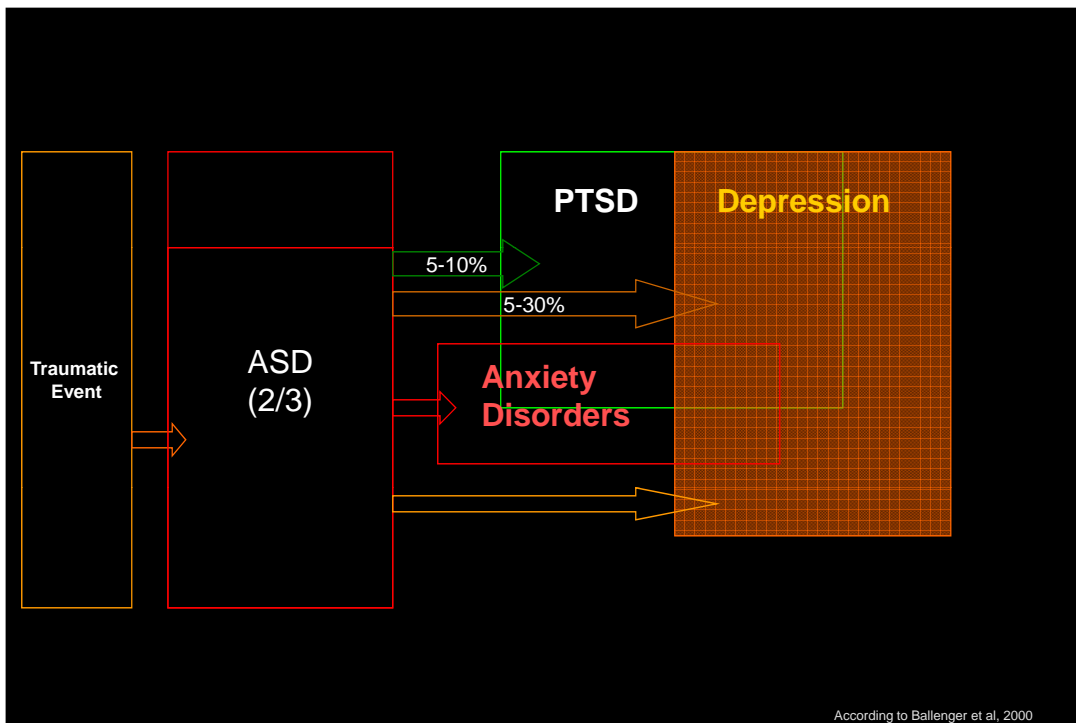 PTSD
Depression
5-10%
5-30%
Traumatic
Event
ASD
(2/3)
Anxiety
Disorders
According to Ballenger et al, 2000